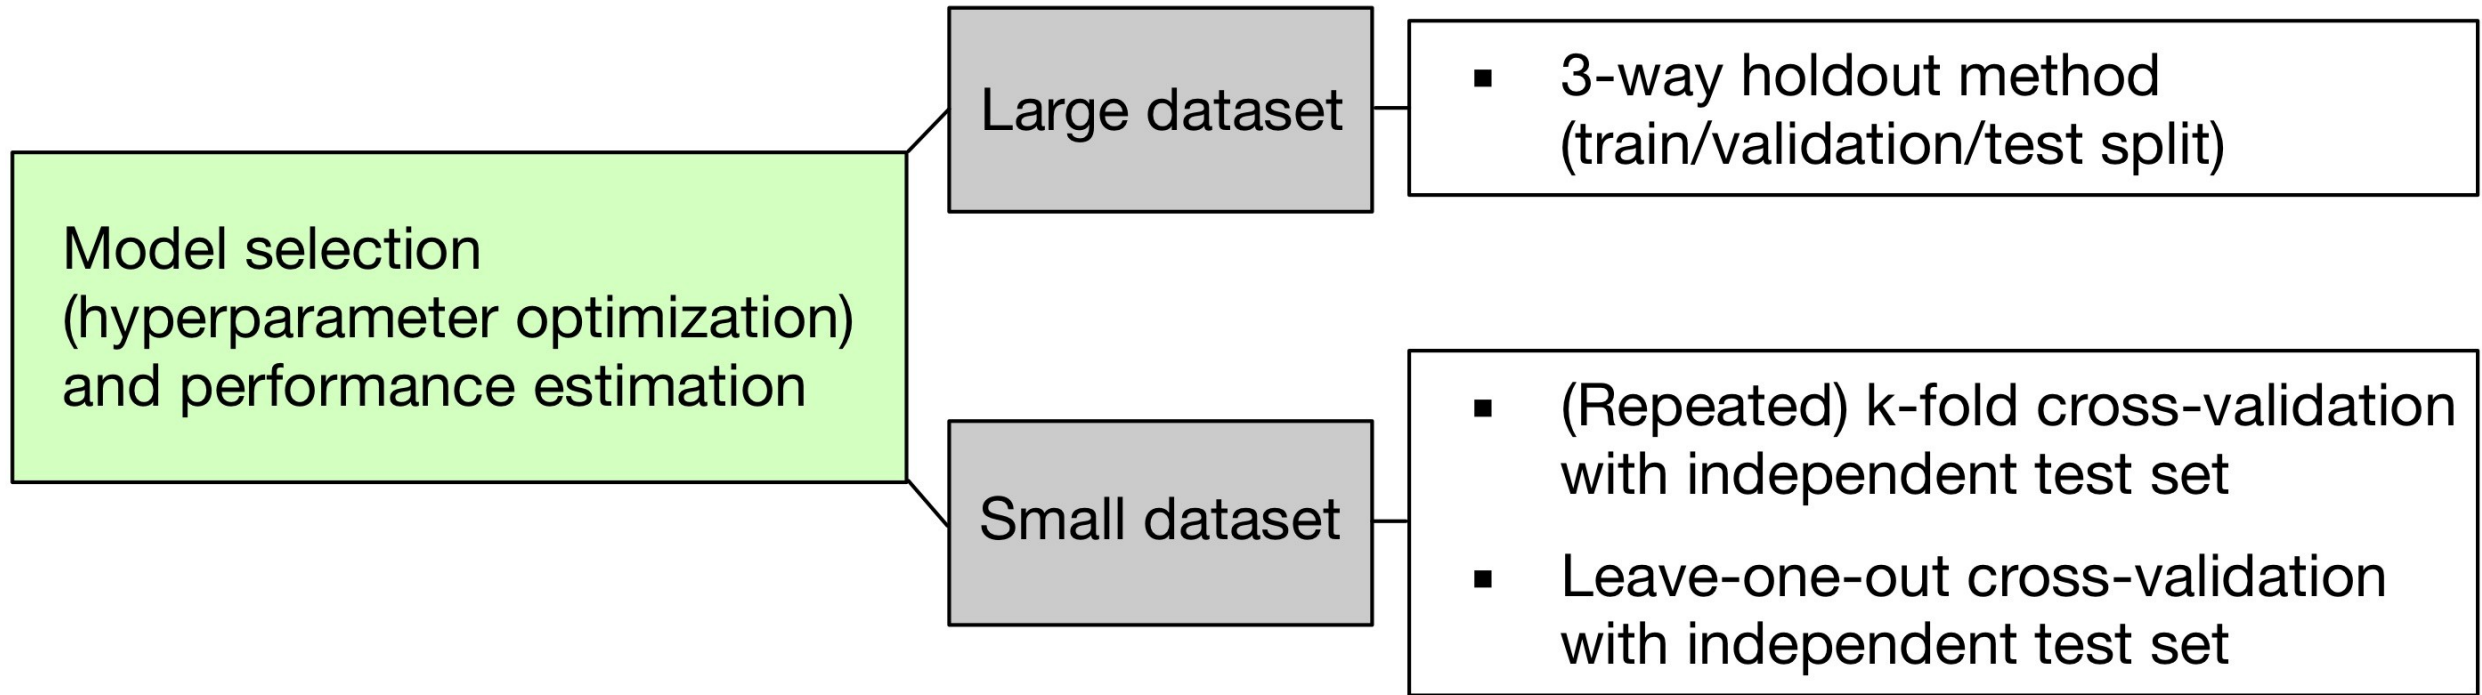 Model selection
(hyperparameter optimization)
and performance estimation
Large dataset
▪ 3-way holdout method
(train/validation/test split)
Small dataset
▪ (Repeated) k-fold cross-validation
with independent test set
▪ Leave-one-out cross-validation
with independent test set